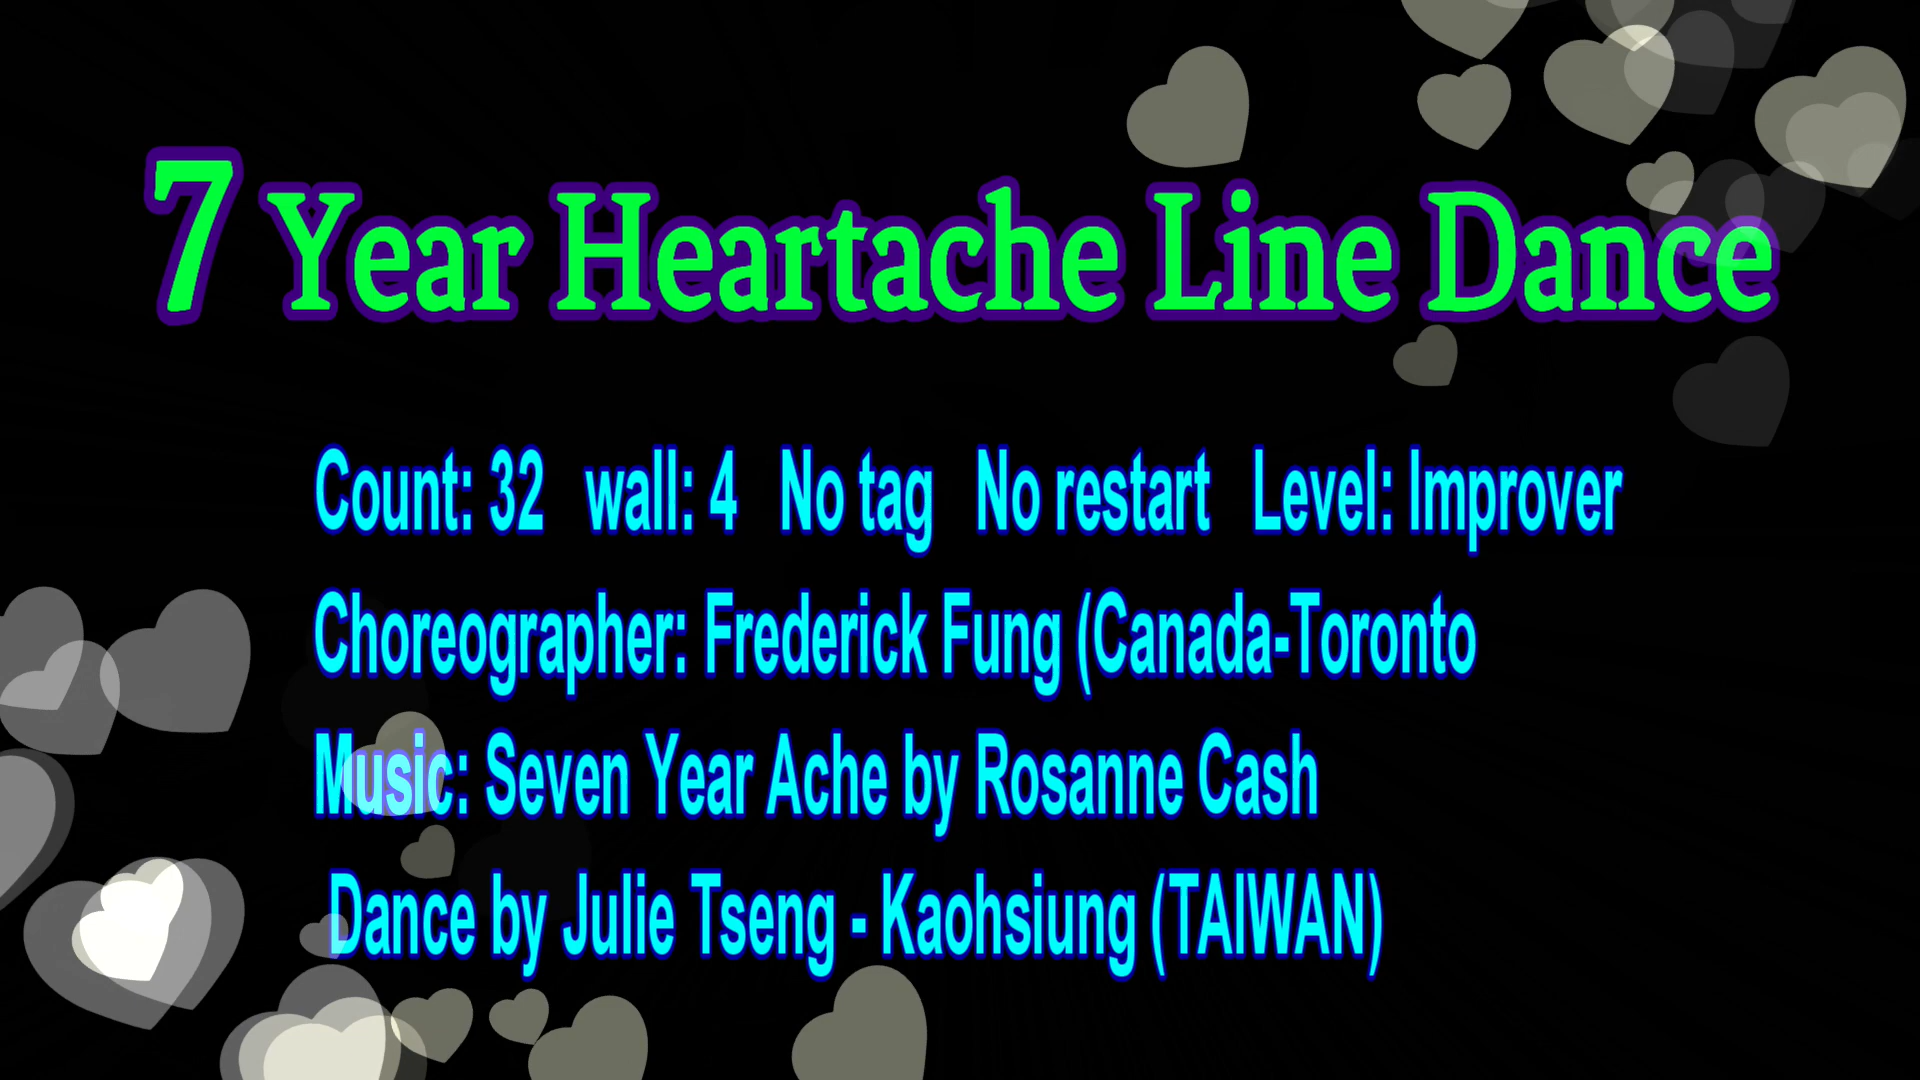 7 Year Heartache Line Dance
Count: 32 wall: 4 No tag No restart Level: Improver
Choreographer: Frederick Fung (Canada-Toronto
Music: Seven Year Ache by Rosanne Cash
Dance by Julie Tseng - Kaohsiung (TAIWAN)